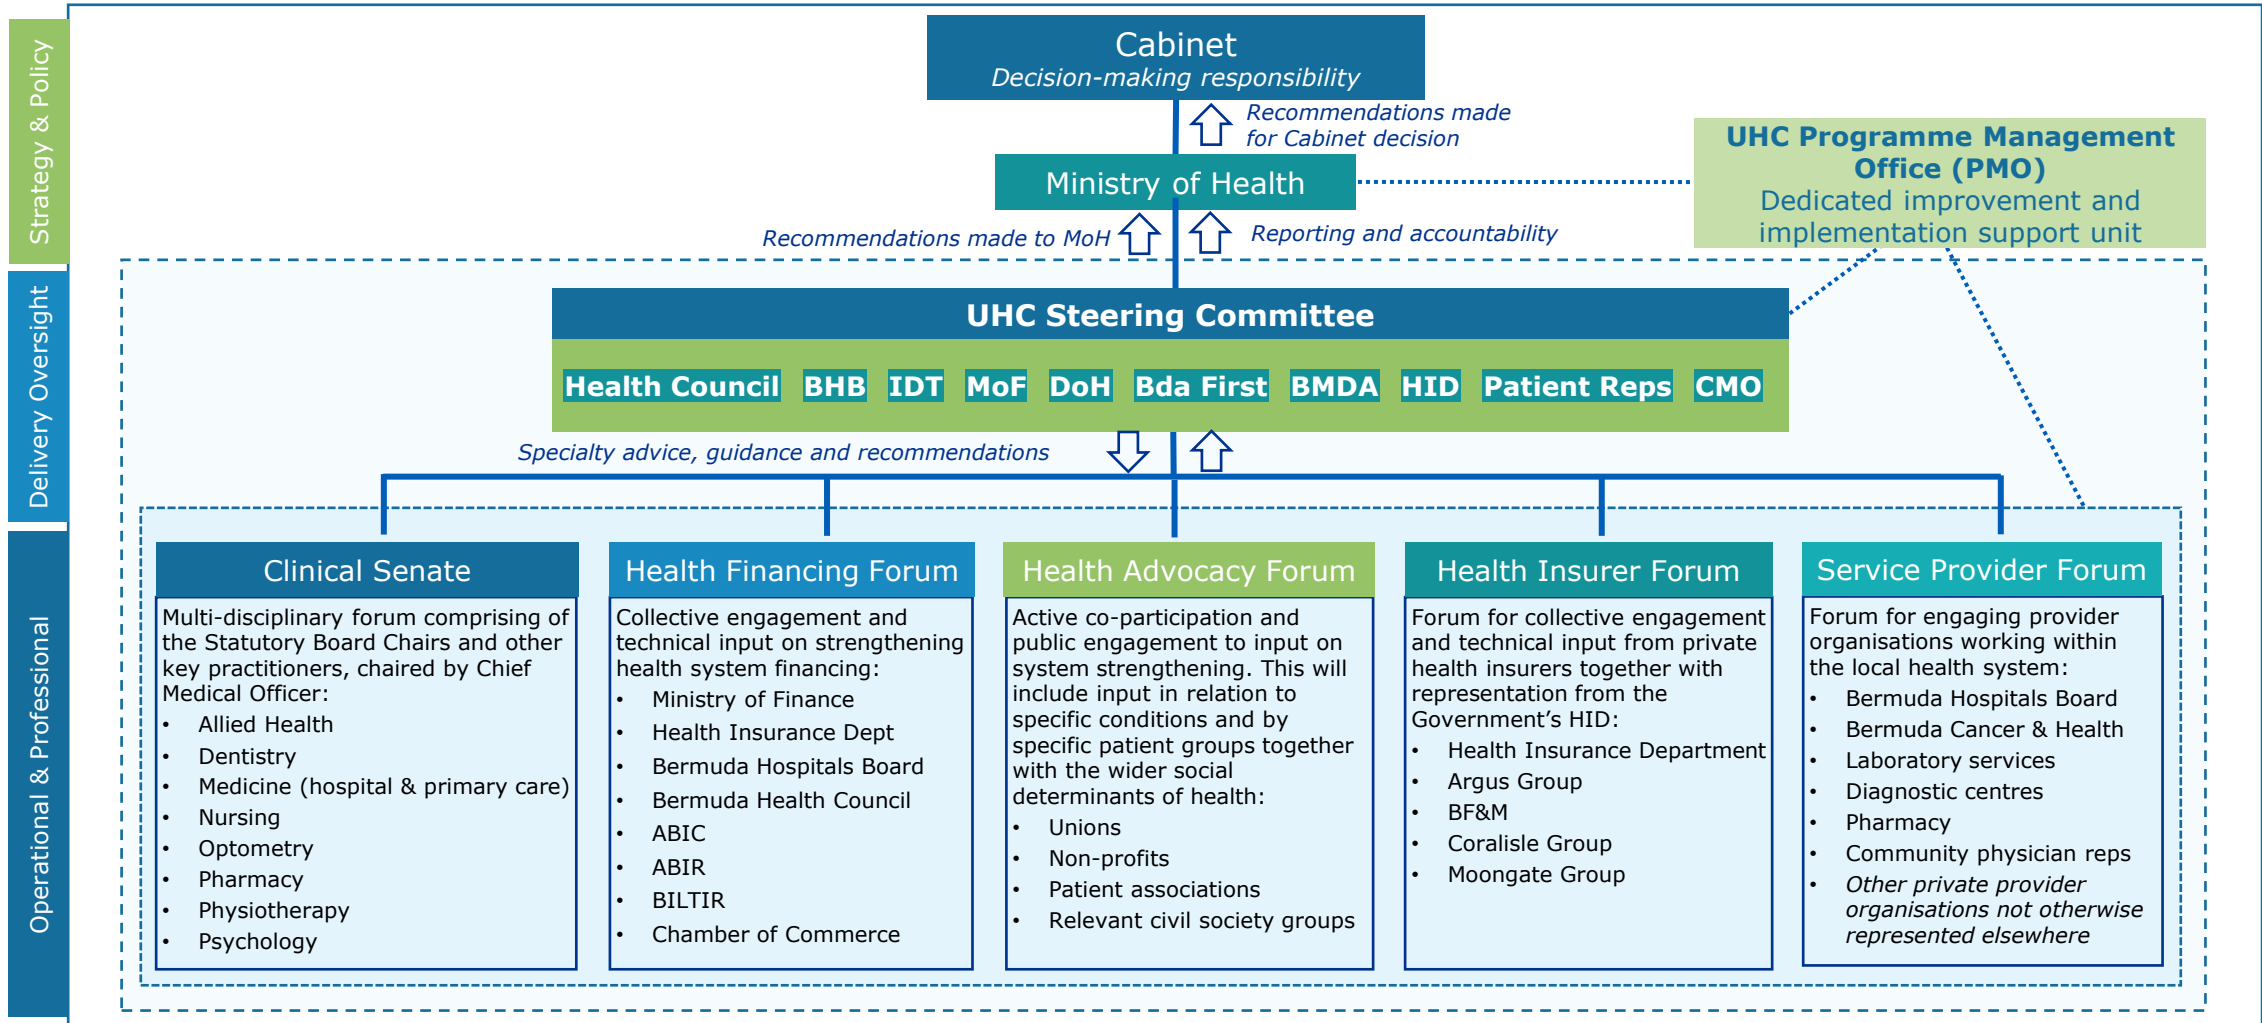 Strategy & Policy
Cabinet
Decision-making responsibility
Recommendations made
for Cabinet decision
Ministry of Health
UHC Programme Management
Office (PMO)
Dedicated improvement and
implementation support unit
Recommendations made to MoH
Reporting and accountability
Delivery Oversight
UHC Steering Committee
Health Council BHB IDT MoF DoH Bda First BMDA HID Patient Reps CMO
Specialty advice, guidance and recommendations
Operational & Professional
Clinical Senate
Multi-disciplinary forum comprising of
the Statutory Board Chairs and other
key practitioners, chaired by Chief
Medical Officer:
• Allied Health
• Dentistry
• Medicine (hospital & primary care)
• Nursing
• Optometry
• Pharmacy
• Physiotherapy
• Psychology
Health Financing Forum
Collective engagement and
technical input on strengthening
health system financing:
• Ministry of Finance
• Health Insurance Dept
• Bermuda Hospitals Board
• Bermuda Health Council
• ABIC
• ABIR
• BILTIR
• Chamber of Commerce
Health Advocacy Forum
Active co-participation and
public engagement to input on
system strengthening. This will
include input in relation to
specific conditions and by
specific patient groups together
with the wider social
determinants of health:
• Unions
• Non-profits
• Patient associations
• Relevant civil society groups
Health Insurer Forum
Forum for collective engagement
and technical input from private
health insurers together with
representation from the
Government’s HID:
• Health Insurance Department
• Argus Group
• BF&M
• Coralisle Group
• Moongate Group
Service Provider Forum
Forum for engaging provider
organisations working within
the local health system:
• Bermuda Hospitals Board
• Bermuda Cancer & Health
• Laboratory services
• Diagnostic centres
• Pharmacy
• Community physician reps
• Other private provider
organisations not otherwise
represented elsewhere